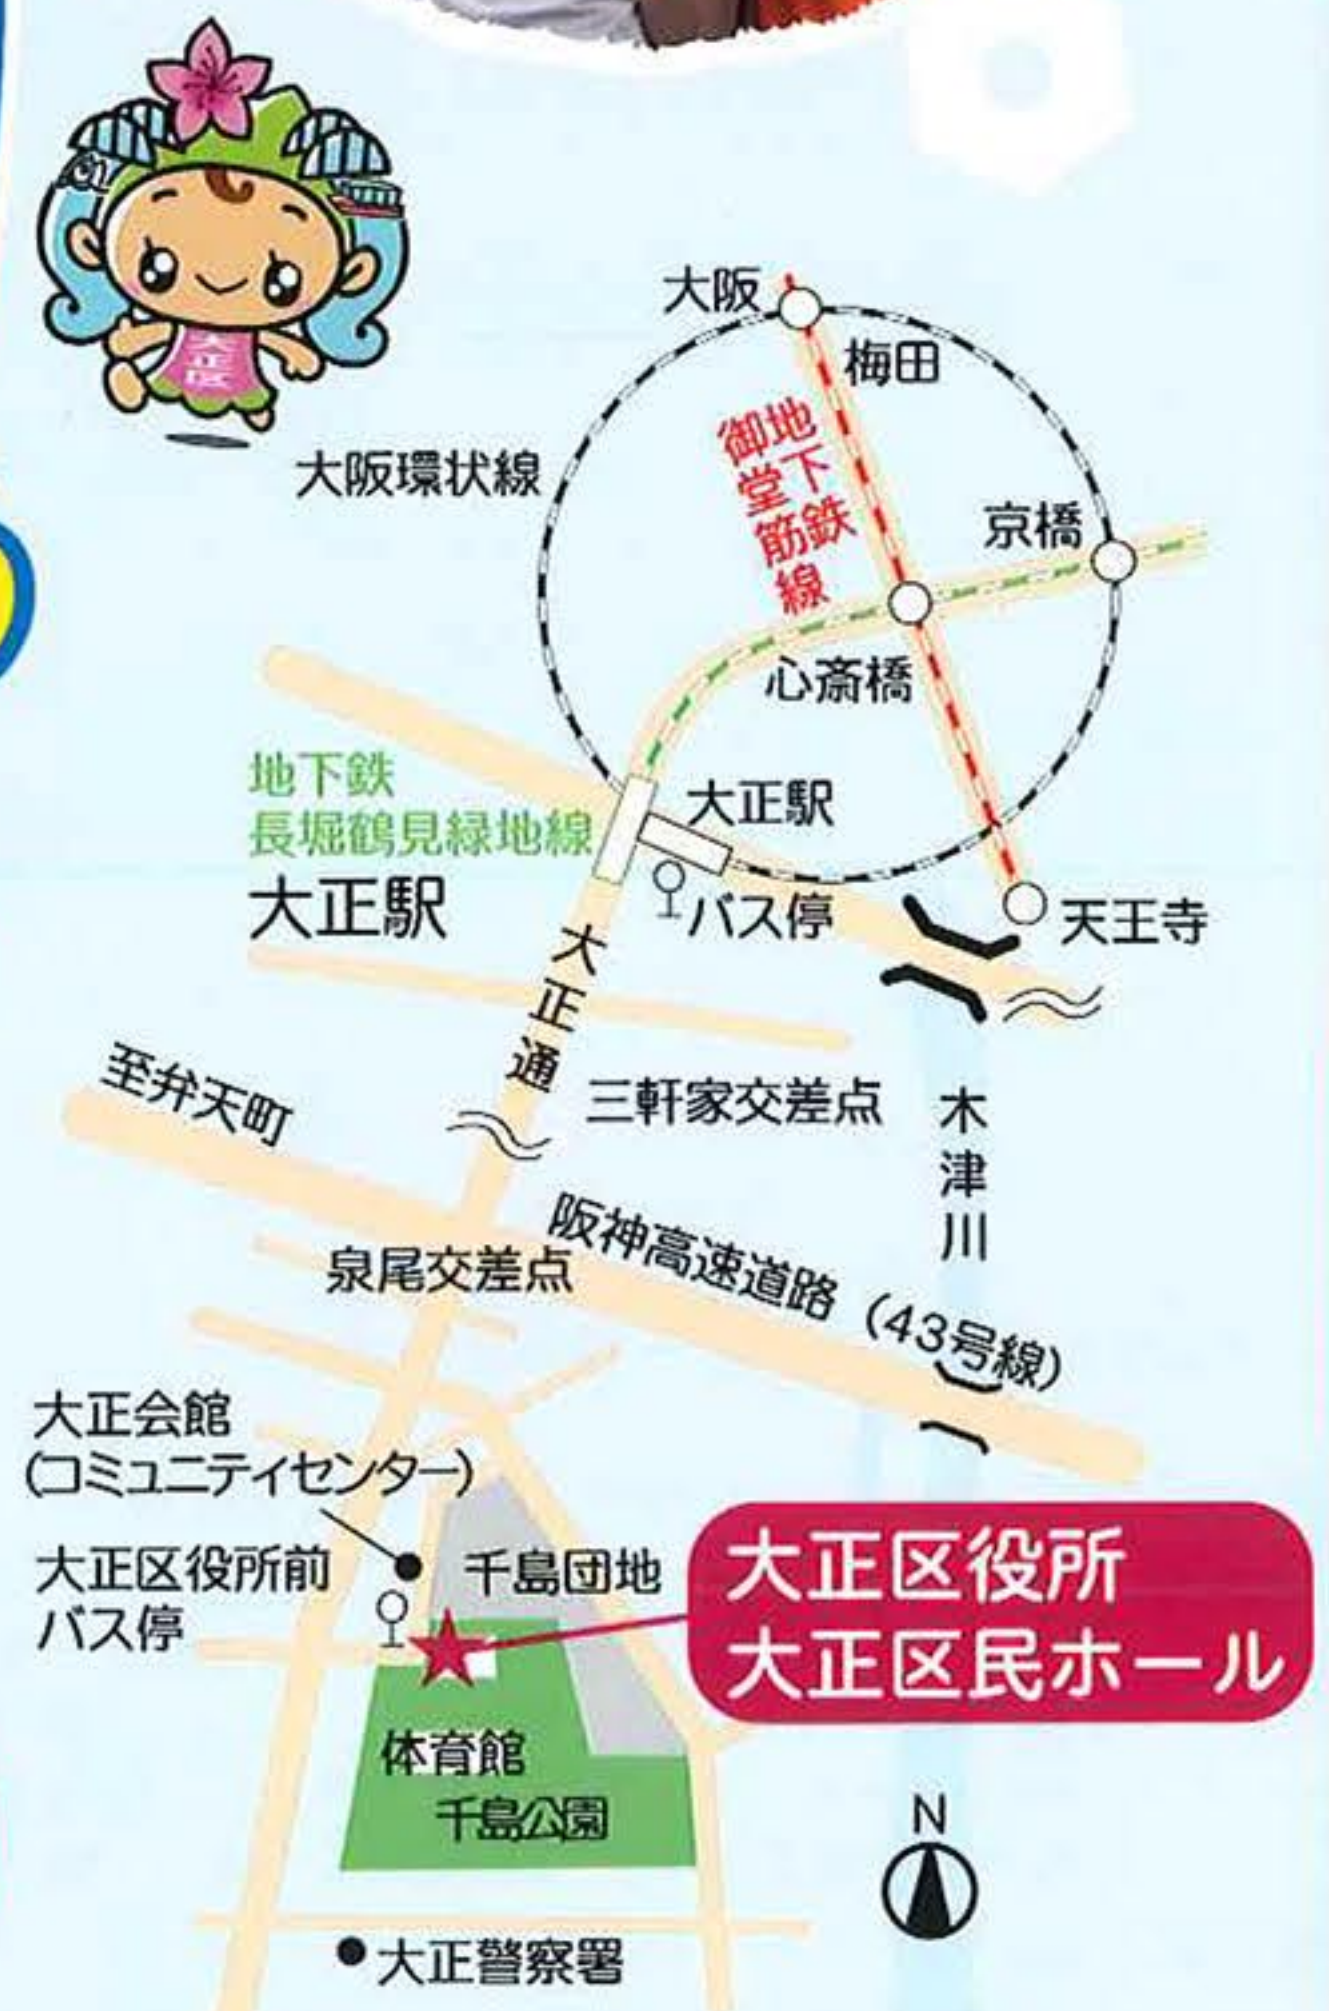 大正区
大阪
梅田
地下鉄
御堂筋線
大阪環状線
京橋
心斎橋
地下鉄
長堀鶴見緑地線
大正駅
大正駅
バス停
天王寺
大正通
至弁天町
三軒家交差点
木津川
阪神高速道路(43号線)
泉尾交差点
大正会館
(コミュニティセンター)
大正区役所前
バス停
千島団地
大正区役所
大正区民ホール
体育館
千島公園
N
大正警察署